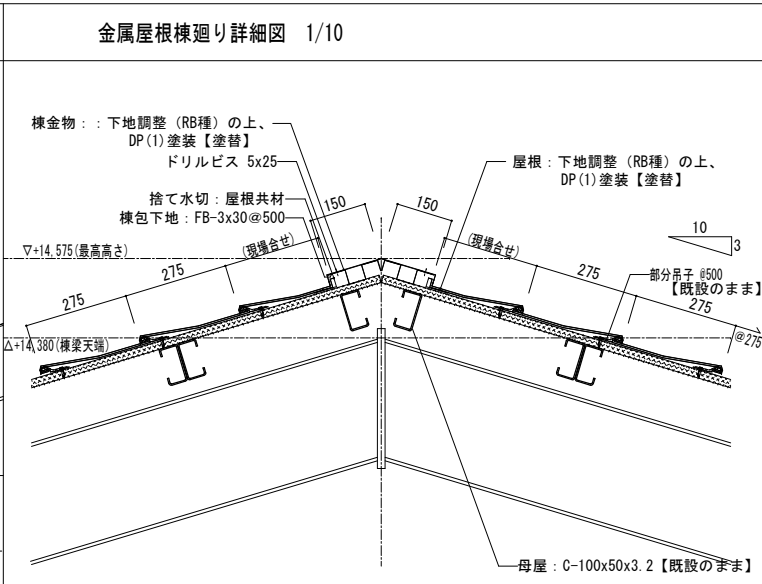 金属屋根棟廻り詳細図 1/10
棟金物：：下地調整（RB種）の上、
DP(1)塗装【塗替】
ドリルビス 5x25
捨て水切：屋根共材
棟包下地：FB-3x30@500
150
150
屋根：下地調整（RB種）の上、
DP(1)塗装【塗替】
10
3
▽+14,575(最高高さ)
(現場合せ)
(現場合せ)
275
275
275
275
部分吊子 @500
【既設のまま】
@275
△+14,380(棟梁天端)
母屋：C-100x50x3.2【既設のまま】